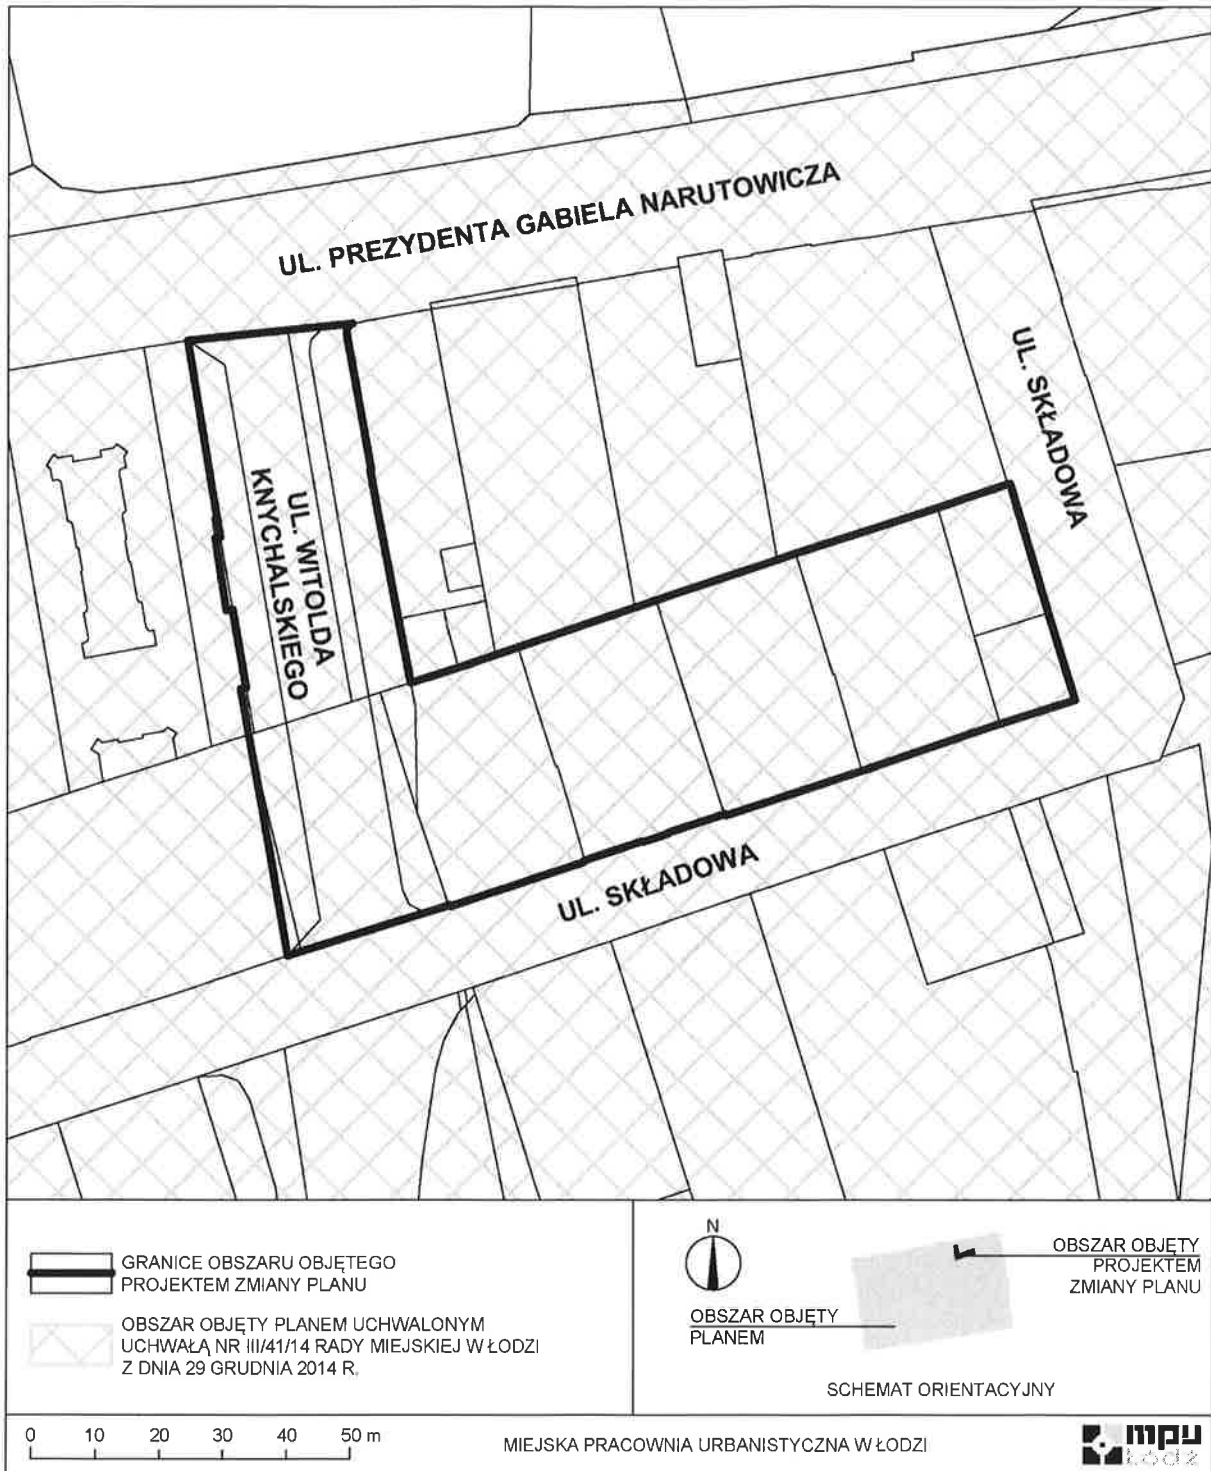 UL. PREZYDENTA GABIELA NARUTOWICZA
UL. SKŁADOWA
UL. WITOLDA
KNYCHALSKIEGO
UL. SKŁADOWA
GRANICE OBSZARU OBJĘTEGO
PROJEKTEM ZMIANY PLANU
OBSZAR OBJĘTY PLANEM UCHWALONYM
UCHWAŁĄ NR III/41/14 RADY MIEJSKIEJ W ŁODZI
Z DNIA 29 GRUDNIA 2014 R.
N
OBSZAR OBJĘTY
PLANEM
OBSZAR OBJĘTY
PROJEKTEM
ZMIANY PLANU
SCHEMAT ORIENTACYJNY
0 10 20 30 40 50 m
MIEJSKA PRACOWNIA URBANISTYCZNA W ŁODZI
mpu
Łódź